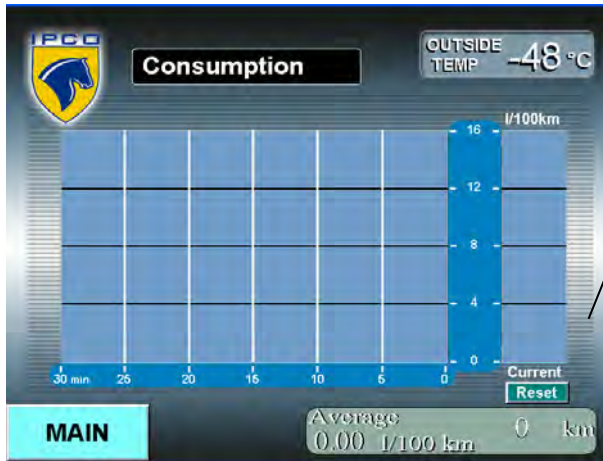 IPCO
Consumption
OUTSIDE
TEMP -48 °C
l/100km
16
12
8
4
0
30 min 25 20 15 10 5 0
Current
Reset
MAIN
Average
0.00 l/100 km 0 km